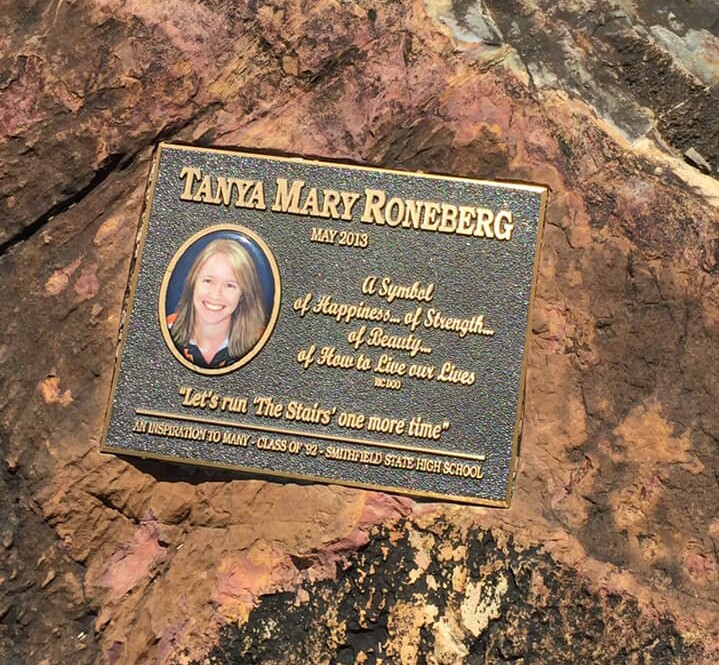 TANYA MARY RONEBERG
MAY 2013
A Symbol
of Happiness... of Strength...
of Beauty...
of How to Live our Lives
"Let's run 'The Stairs' one more time"
AN INSPIRATION TO MANY - CLASS OF '92 - SMITHFIELD STATE HIGH SCHOOL